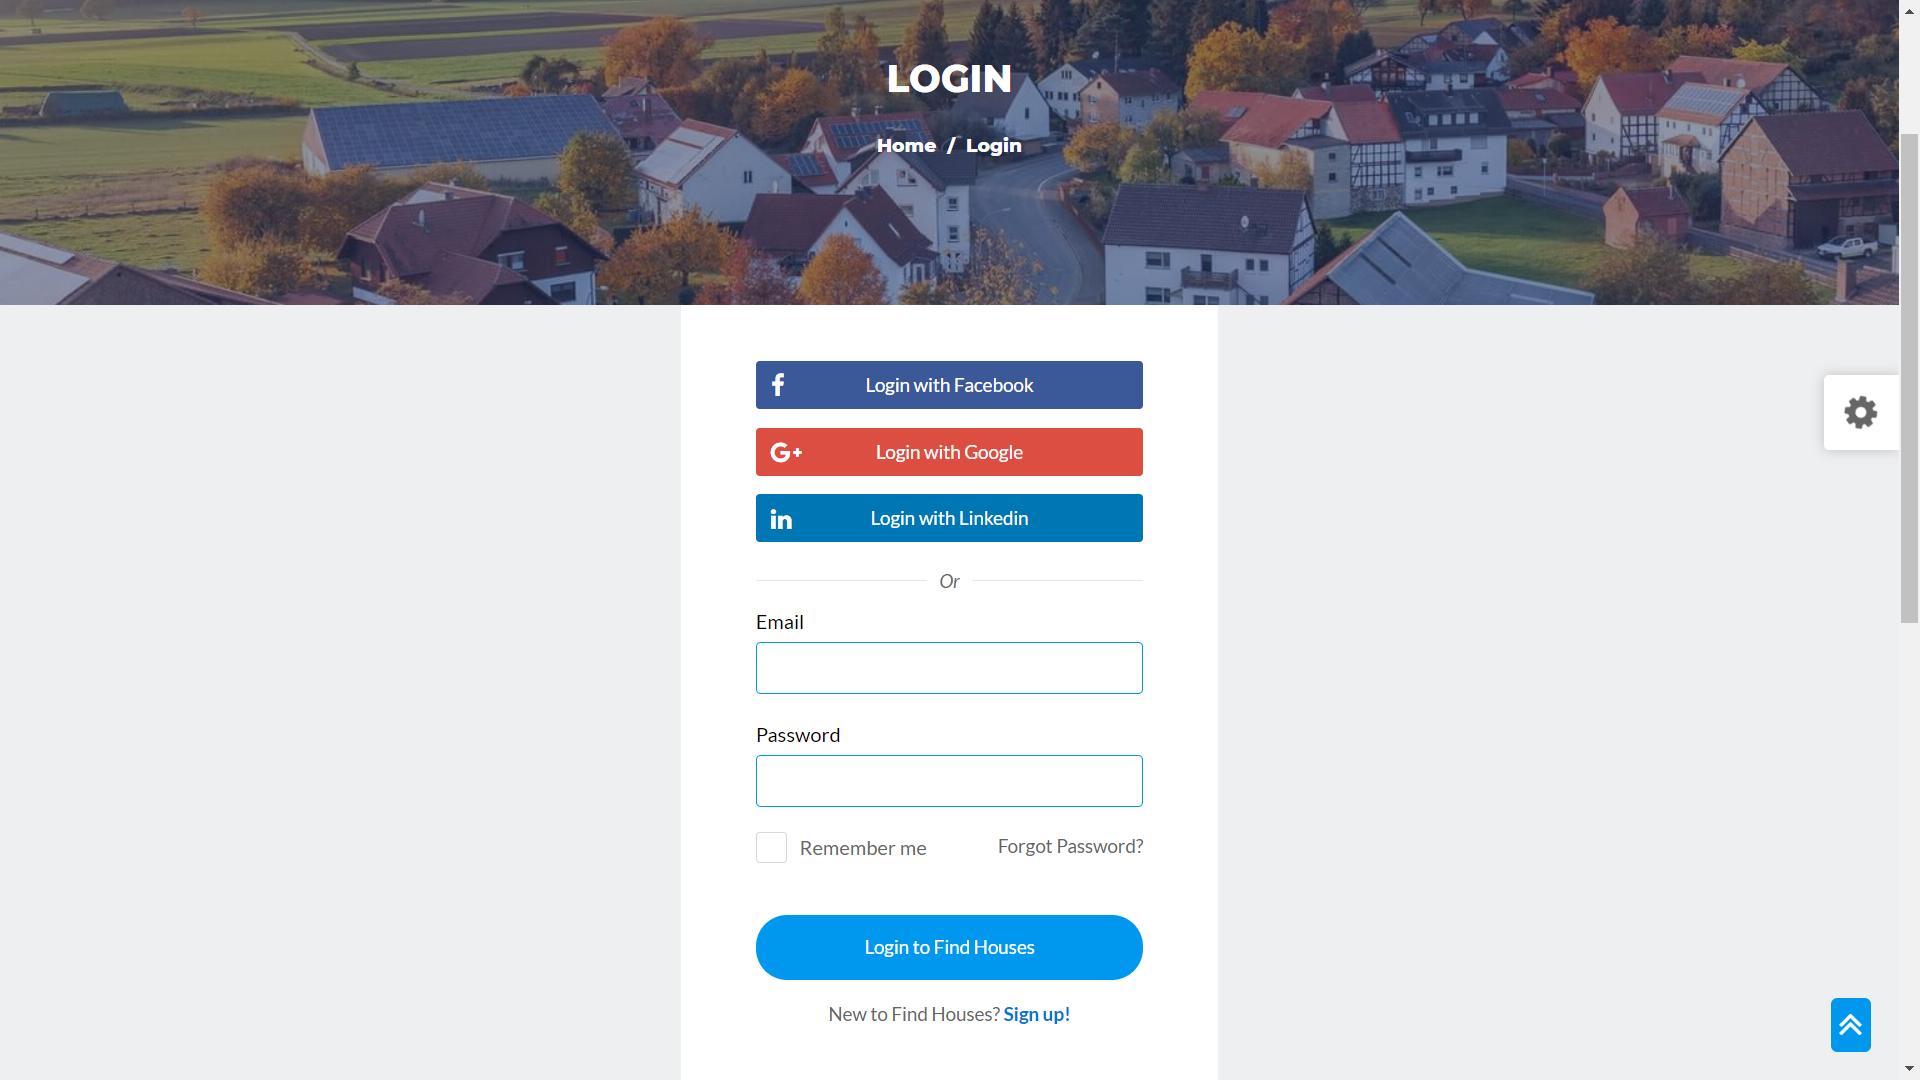 LOGIN
Home / Login
Login with Facebook
G+ Login with Google
in Login with Linkedin
Or
Email
Password
Remember me
Forgot Password?
Login to Find Houses
New to Find Houses? Sign up!